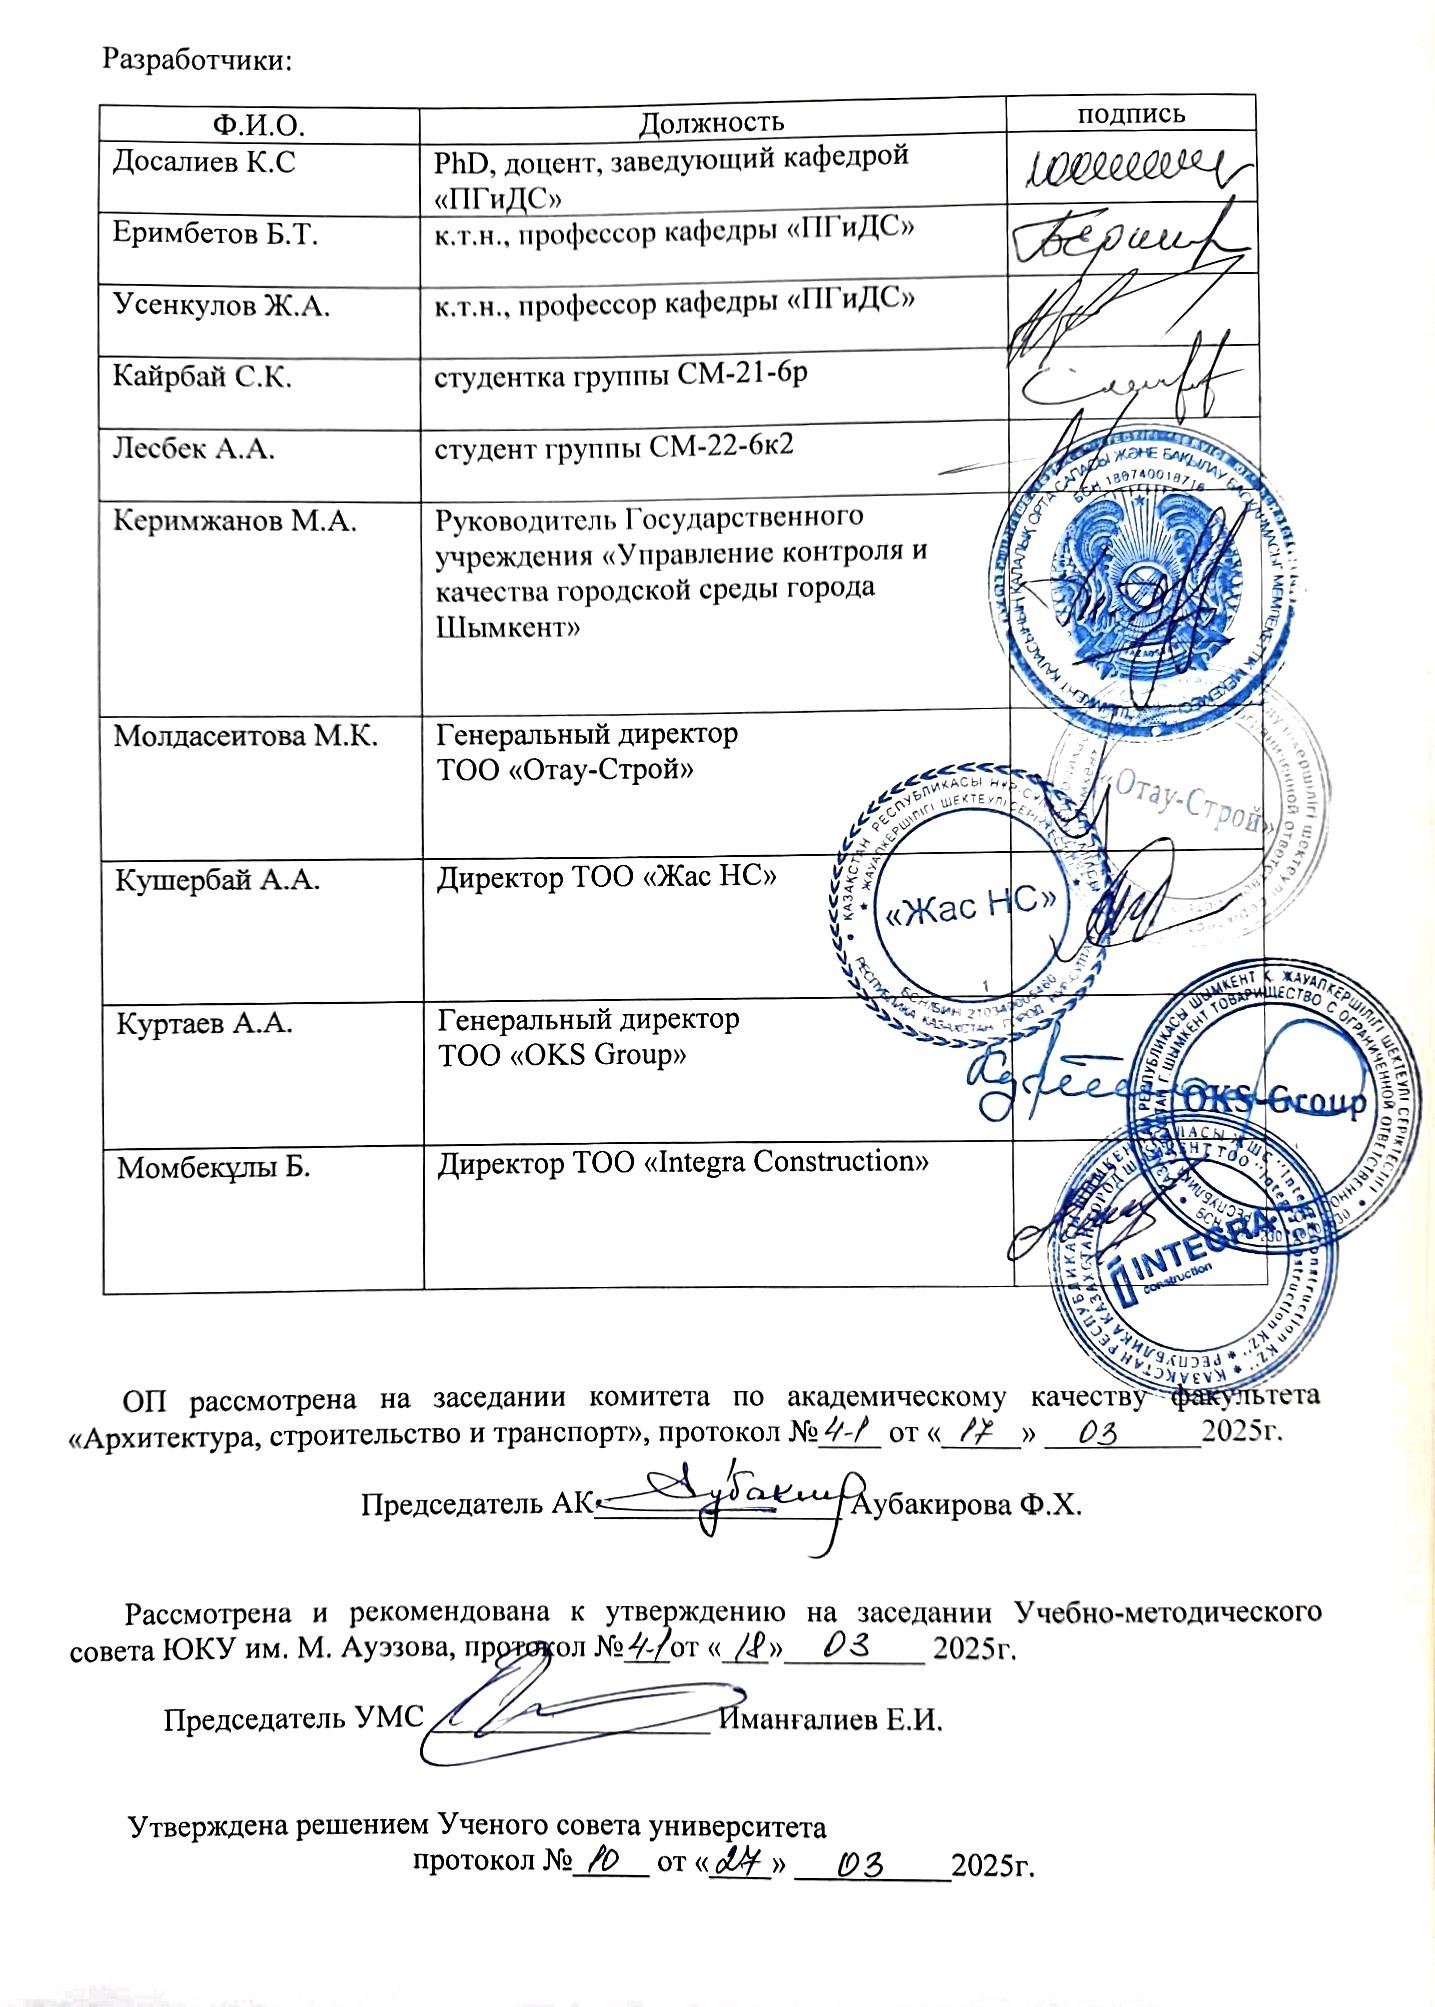 Разработчики:
Ф.И.О. Должность подпись
Досалиев К.С PhD, доцент, заведующий кафедрой
«ПГиДС»
Еримбетов Б.Т. к.т.н., профессор кафедры «ПГиДС»
Усенкулов Ж.А. к.т.н., профессор кафедры «ПГиДС»
Кайрбай С.К. студентка группы СМ-21-6р
Лесбек А.А. студент группы СМ-22-6к2
Керимжанов М.А. Руководитель Государственного
учреждения «Управление контроля и
качества городской среды города
Шымкент»
Молдасеитова М.К. Генеральный директор
ТОО «Отау-Строй»
«Отау-Строй»
Кушербай А.А. Директор ТОО «Жас НС»
«Жас НС»
Куртаев А.А. Генеральный директор
ТОО «OKS Group»
OKS Group
Момбекұлы Б. Директор ТОО «Integra Construction»
INTEGRA
construction
ОП рассмотрена на заседании комитета по академическому качеству факультета
«Архитектура, строительство и транспорт», протокол № 4-1 от « 17 » 03 2025г.
Председатель АК Аубакирова Ф.Х.
Рассмотрена и рекомендована к утверждению на заседании Учебно-методического
совета ЮКУ им. М. Ауэзова, протокол № 4-1 от « 18 » 03 2025г.
Председатель УМС Иманғалиев Е.И.
Утверждена решением Ученого совета университета
протокол № 10 от « 27 » 03 2025г.